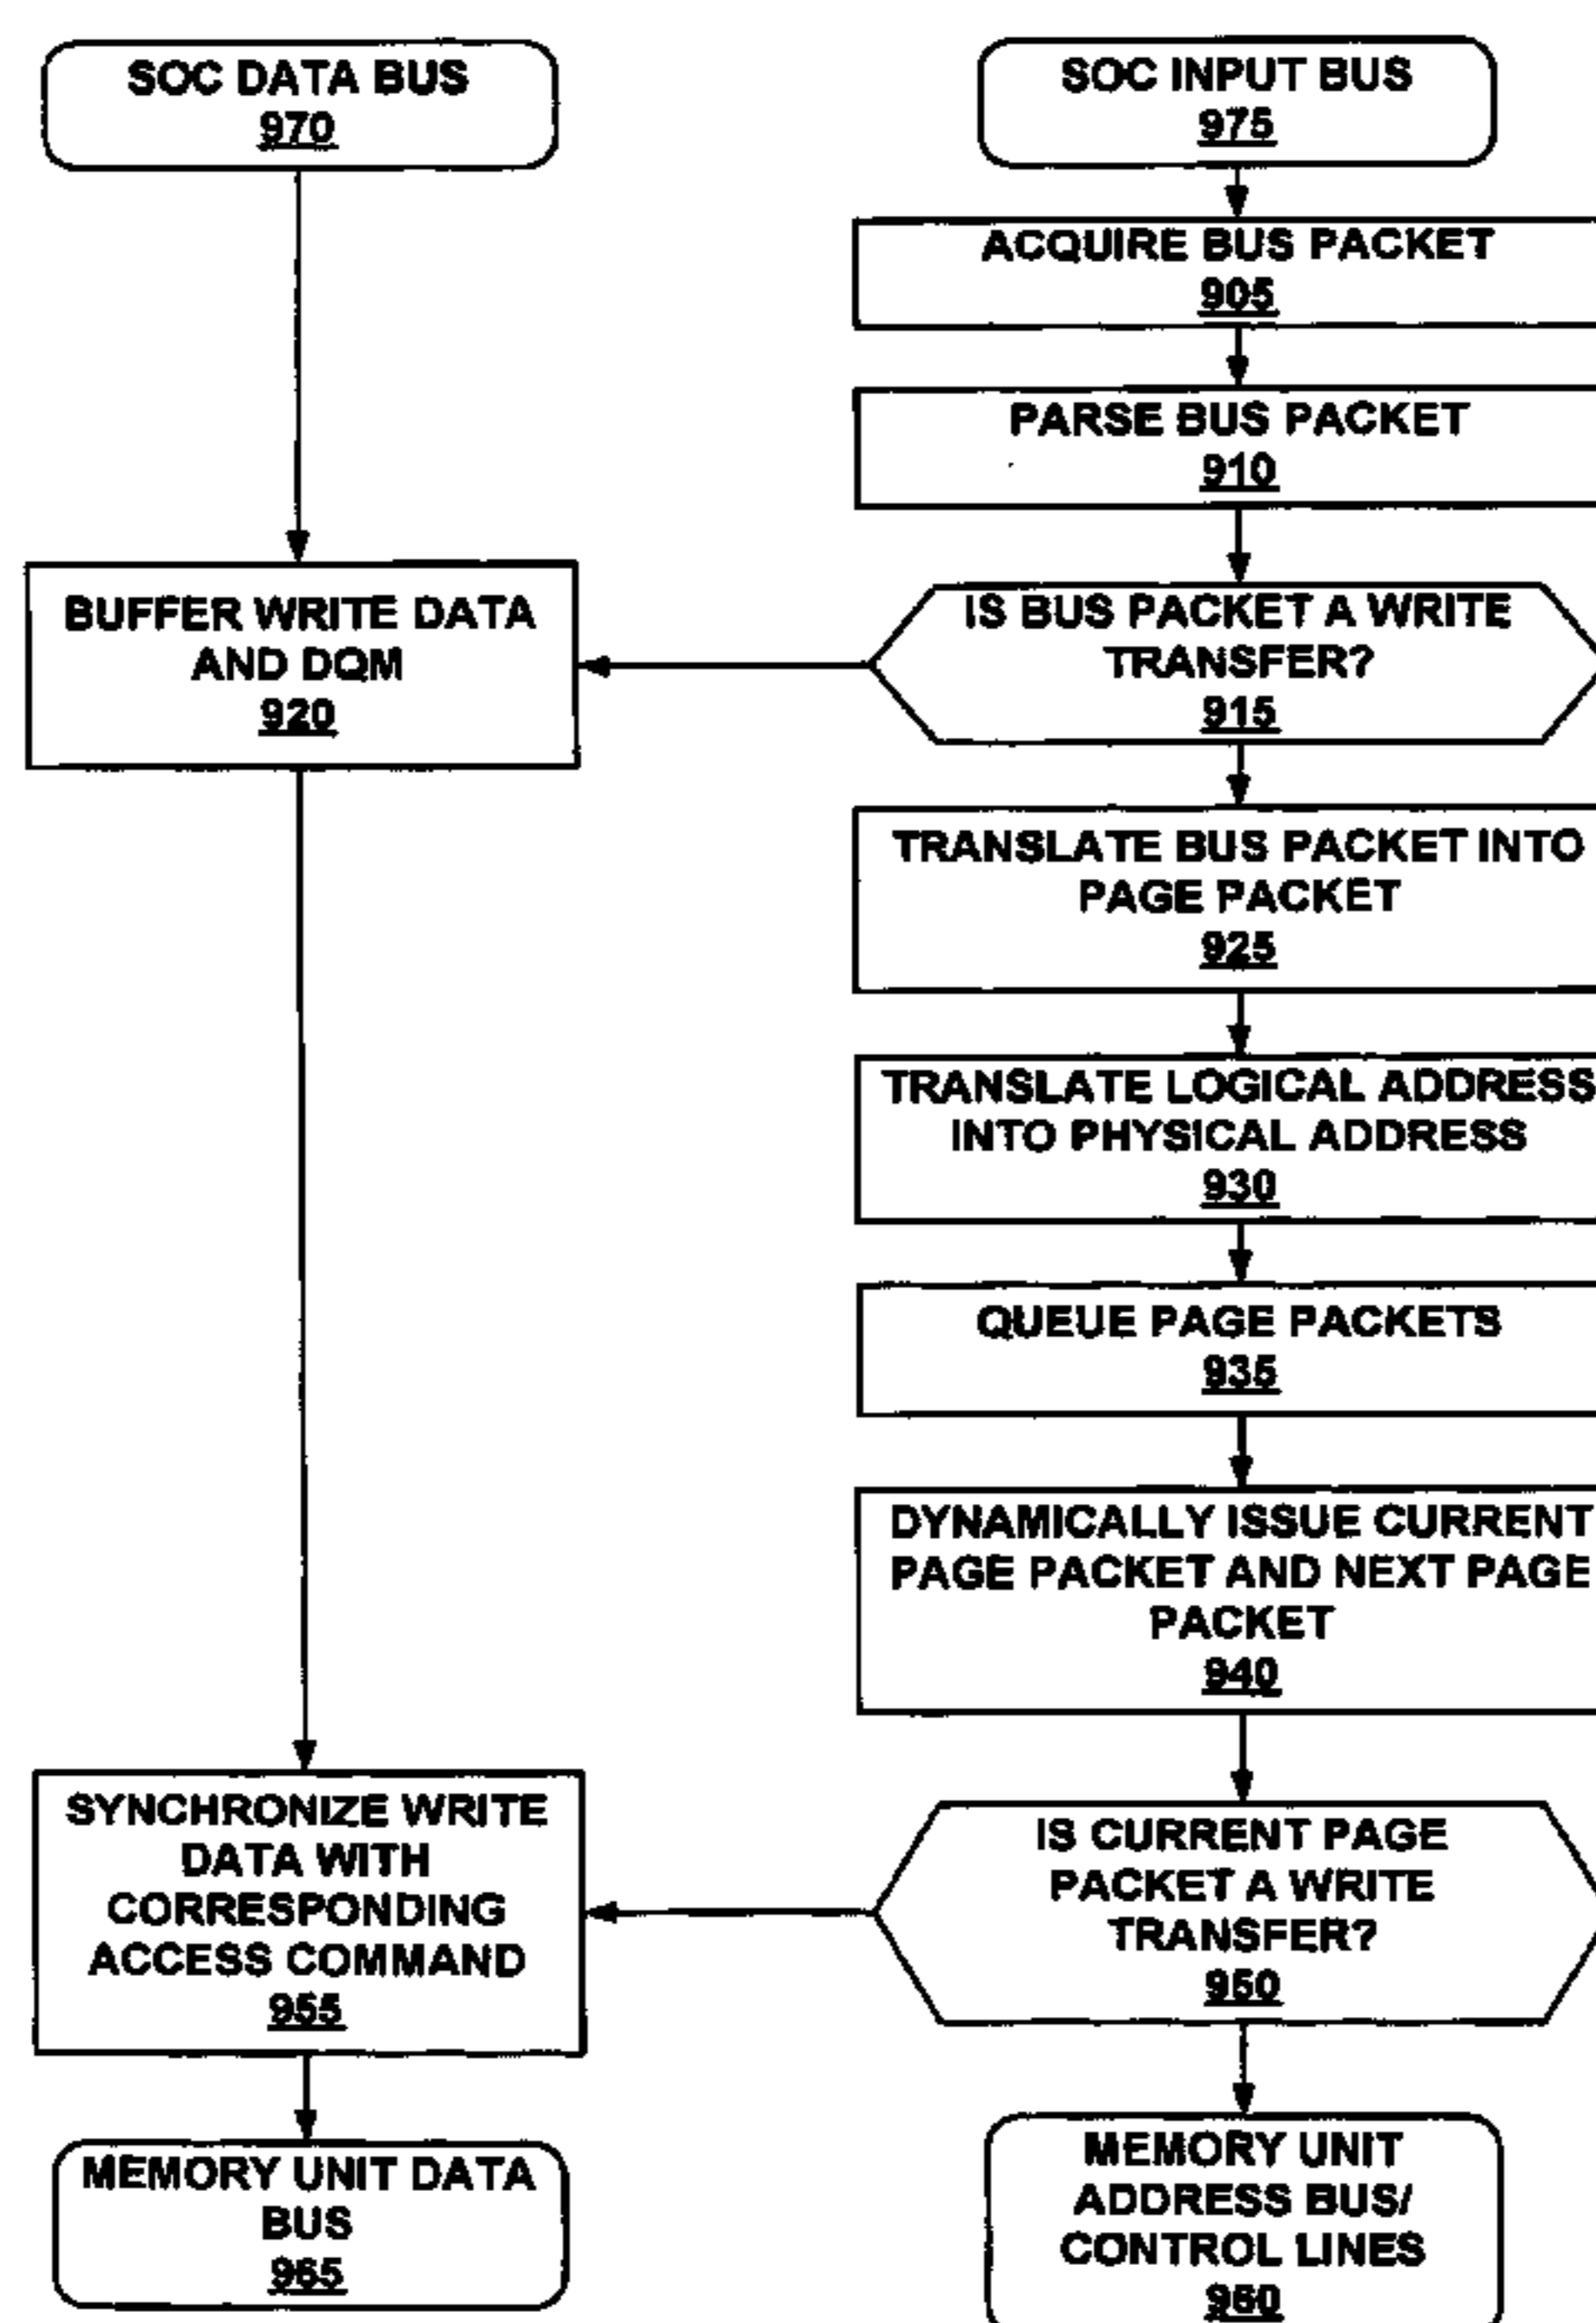 SOC DATA BUS
970
SOC INPUT BUS
975
ACQUIRE BUS PACKET
905
PARSE BUS PACKET
910
BUFFER WRITE DATA
AND DQM
920
IS BUS PACKET A WRITE
TRANSFER?
915
TRANSLATE BUS PACKET INTO
PAGE PACKET
925
TRANSLATE LOGICAL ADDRESS
INTO PHYSICAL ADDRESS
930
QUEUE PAGE PACKETS
935
DYNAMICALLY ISSUE CURRENT
PAGE PACKET AND NEXT PAGE
PACKET
940
SYNCHRONIZE WRITE
DATA WITH
CORRESPONDING
ACCESS COMMAND
955
IS CURRENT PAGE
PACKET A WRITE
TRANSFER?
950
MEMORY UNIT DATA
BUS
965
MEMORY UNIT
ADDRESS BUS/
CONTROL LINES
960